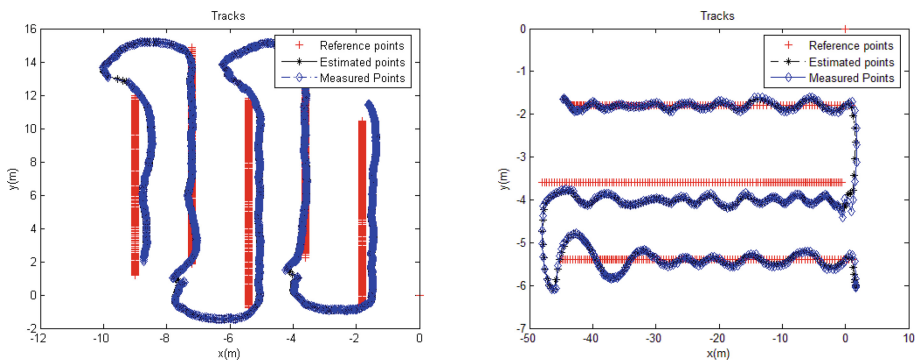 Tracks
16
14
12
10
8
6
4
2
0
-2
-12
-10
-8
-6
-4
-2
0
x(m)
y(m)
Reference points
Estimated points
Measured Points
Tracks
0
-1
-2
-3
-4
-5
-6
-7
-50
-40
-30
-20
-10
0
10
x(m)
y(m)
Reference points
Estimated points
Measured Points